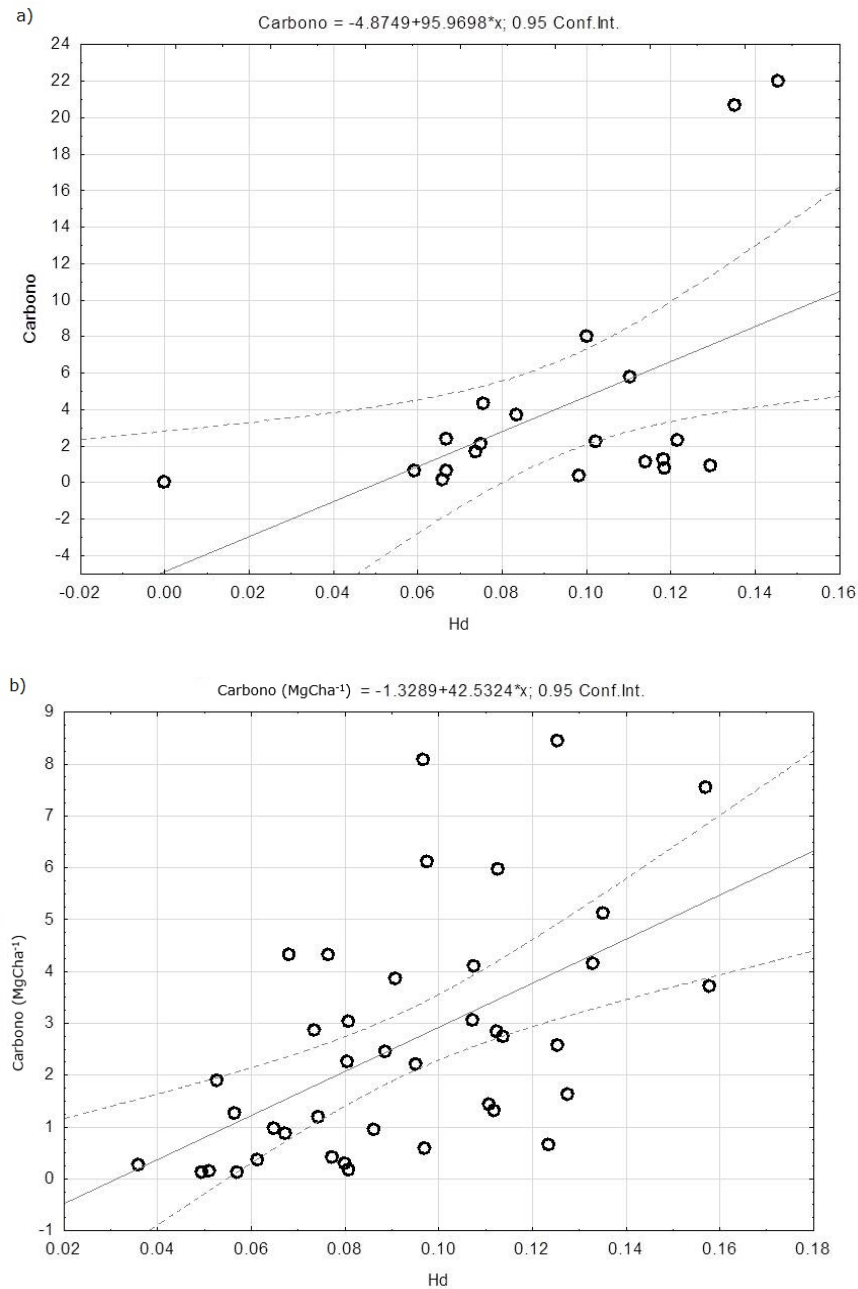 a)
Carbono = -4.8749+95.9698*x; 0.95 Conf.Int.
24
22
20
18
16
14
12
10
8
6
4
2
0
-2
-4
Carbono
-0.02 0.00 0.02 0.04 0.06 0.08 0.10 0.12 0.14 0.16
Hd
b)
Carbono (MgCha⁻¹) = -1.3289+42.5324*x; 0.95 Conf.Int.
9
8
7
6
5
4
3
2
1
0
-1
Carbono (MgCha⁻¹)
0.02 0.04 0.06 0.08 0.10 0.12 0.14 0.16 0.18
Hd